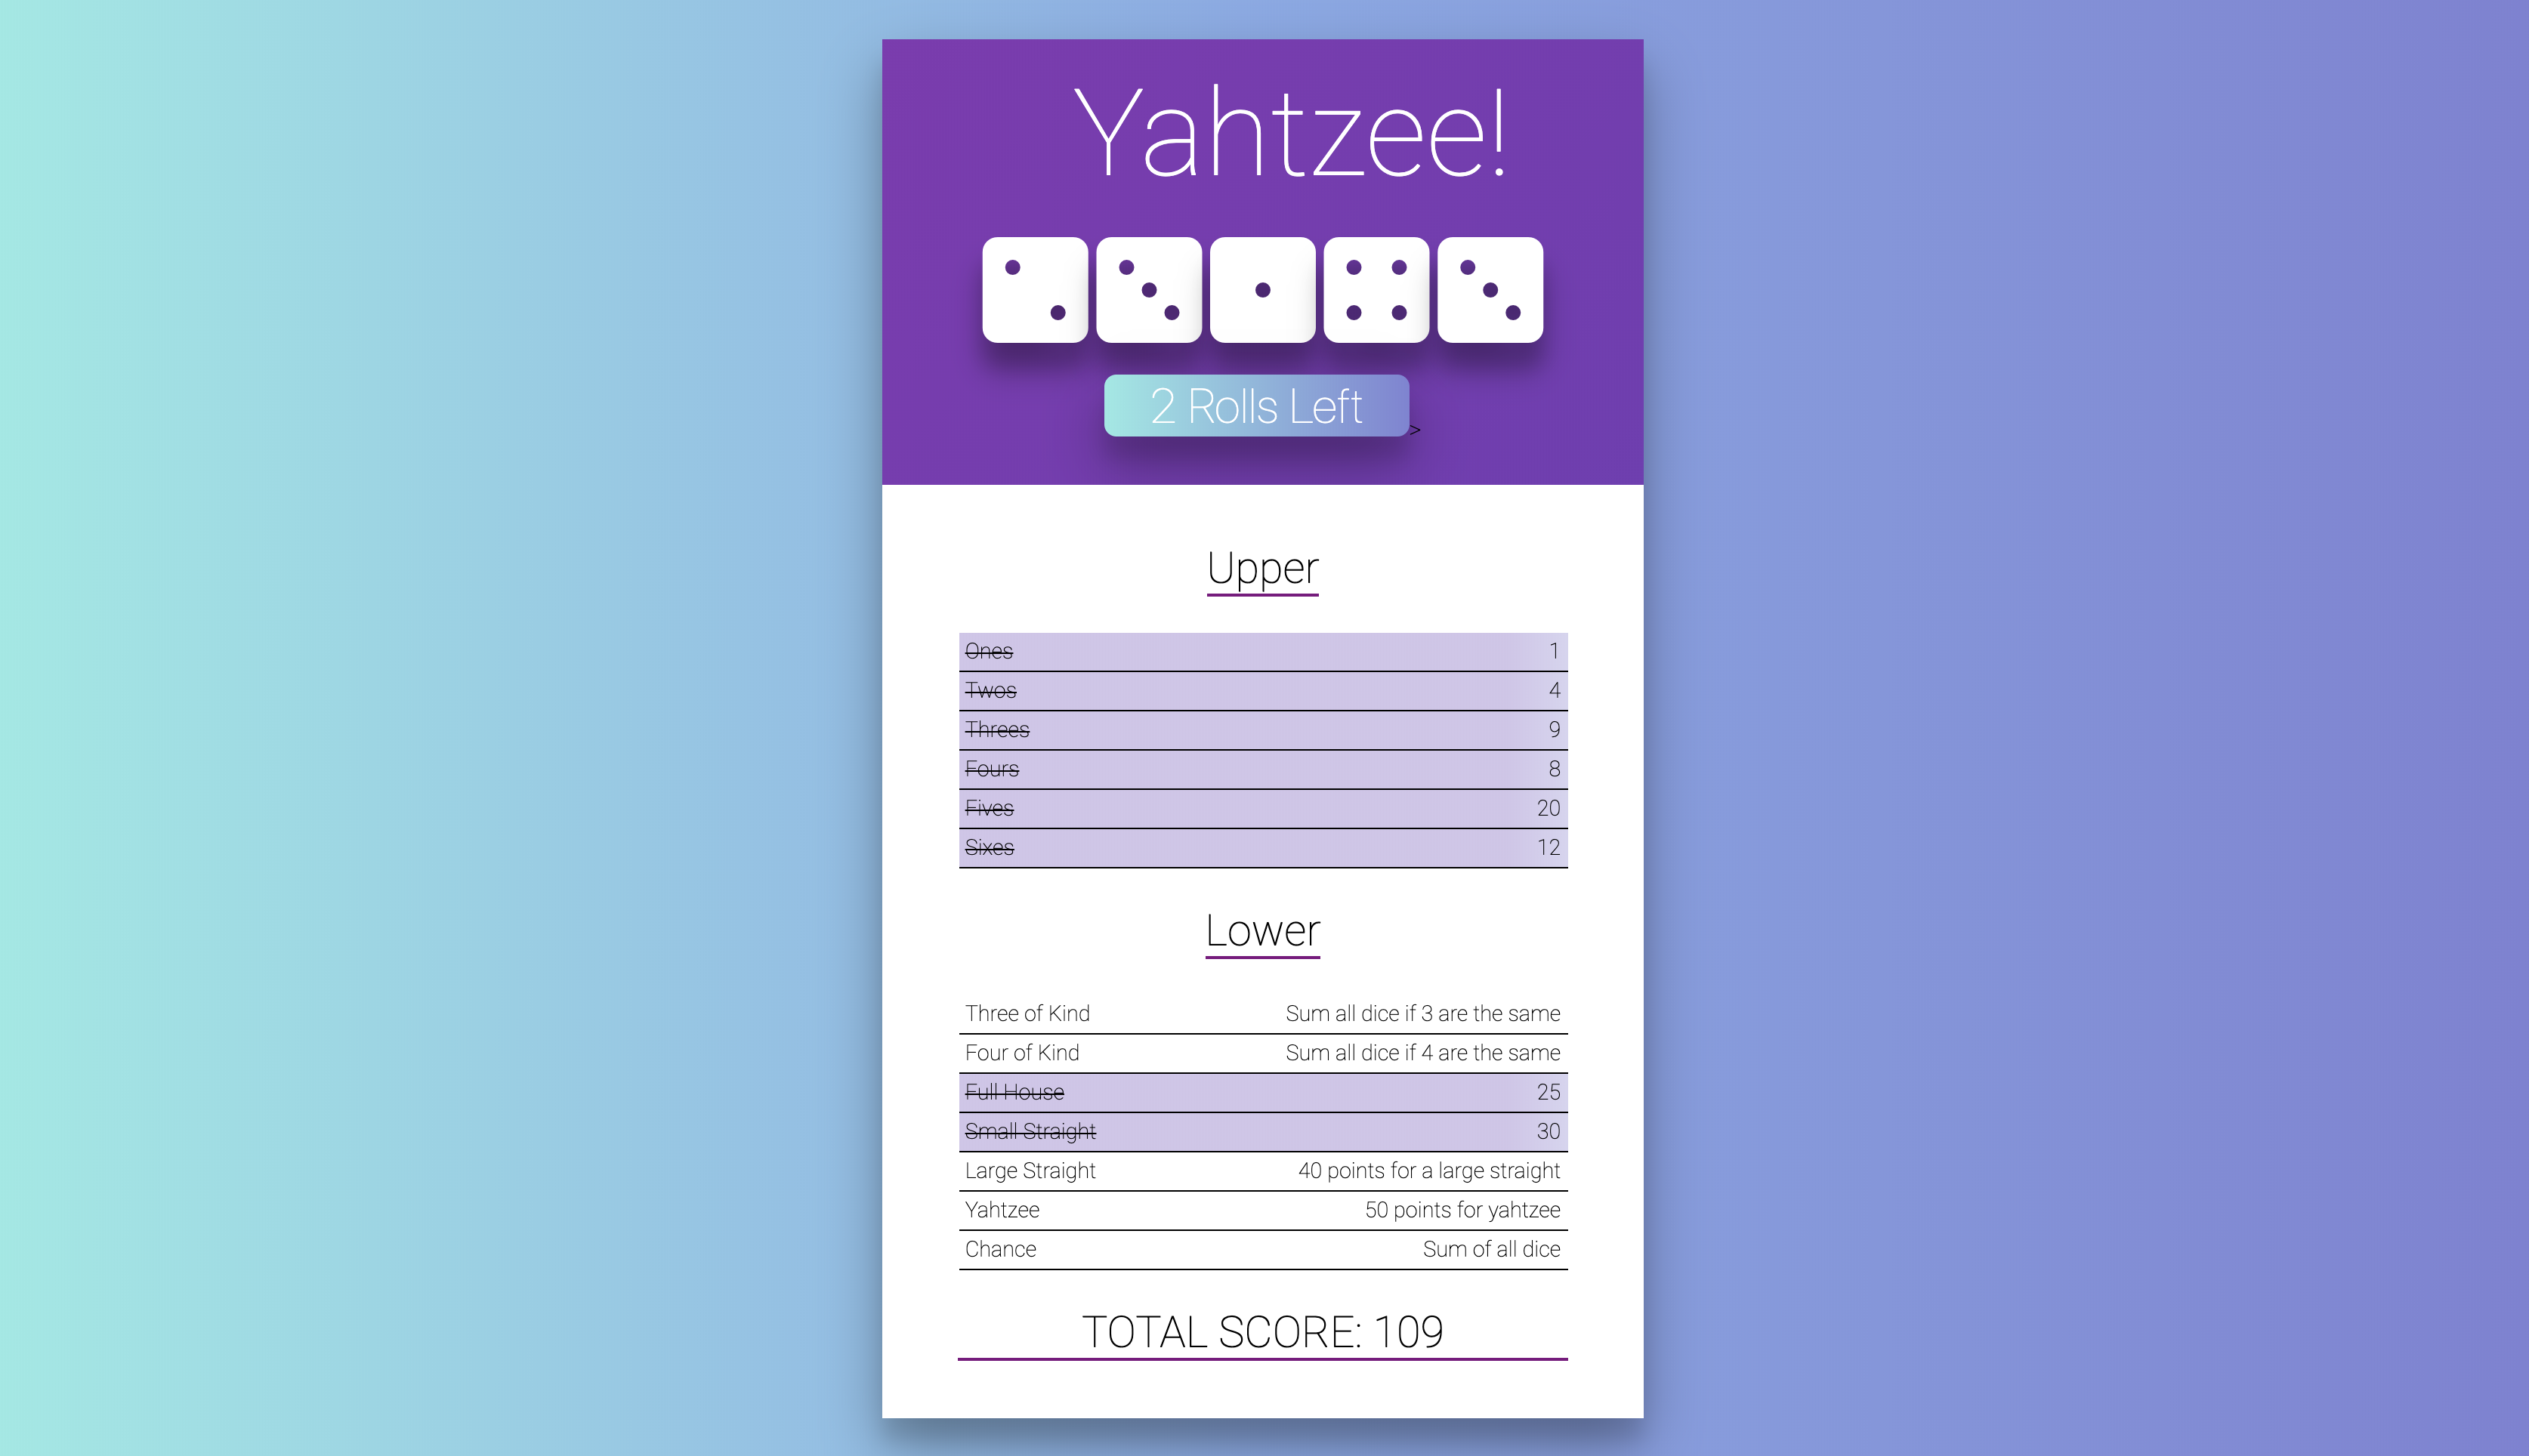 Yahtzee!
2 Rolls Left
>
Upper
Ones 1
Twos 4
Threes 9
Fours 8
Fives 20
Sixes 12
Lower
Three of Kind Sum all dice if 3 are the same
Four of Kind Sum all dice if 4 are the same
Full House 25
Small Straight 30
Large Straight 40 points for a large straight
Yahtzee 50 points for yahtzee
Chance Sum of all dice
TOTAL SCORE: 109